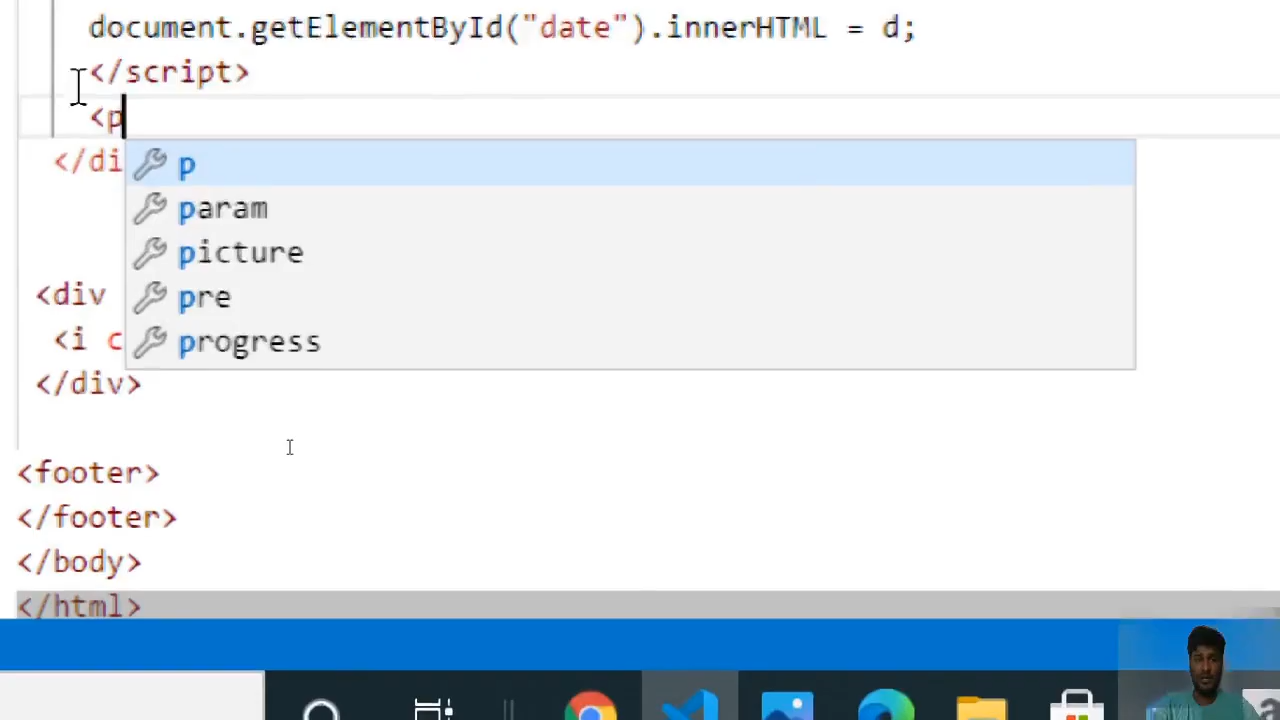 document.getElementById("date").innerHTML = d;
</script>
<p
</di
p
param
picture
pre
progress
<div
<i c
</div>
<footer>
</footer>
</body>
</html>